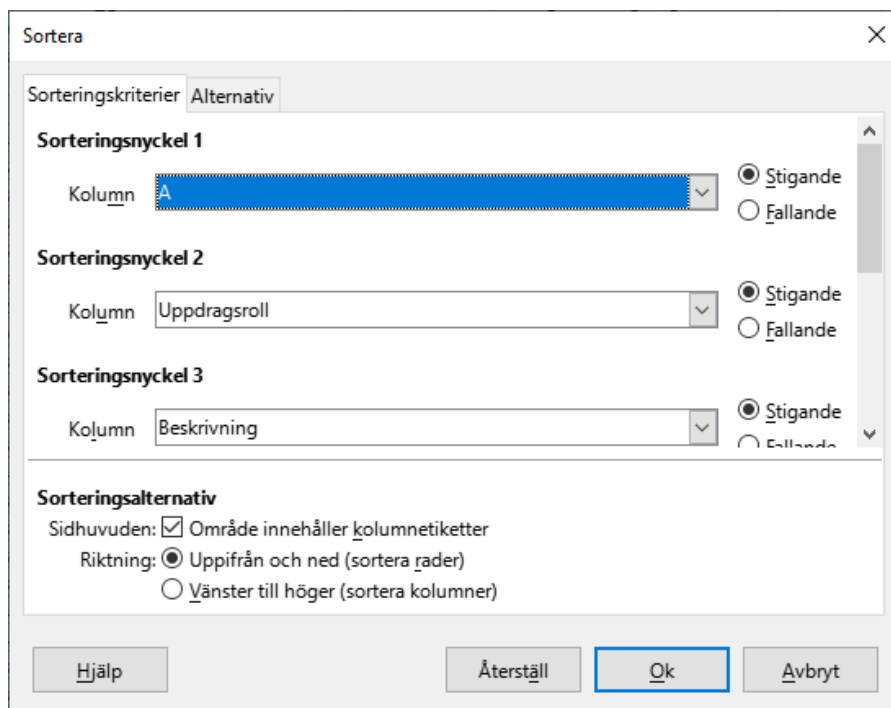 Sortera
Sorteringskriterier Alternativ
Sorteringsnyckel 1
Kolumn A Stigande
Fallande
Sorteringsnyckel 2
Kolumn Uppdragsroll Stigande
Fallande
Sorteringsnyckel 3
Kolumn Beskrivning Stigande
Fallande
Sorteringsalternativ
Sidhuvuden: Område innehåller kolumnetiketter
Riktning: Uppifrån och ned (sortera rader)
Vänster till höger (sortera kolumner)
Hjälp Återställ Ok Avbryt